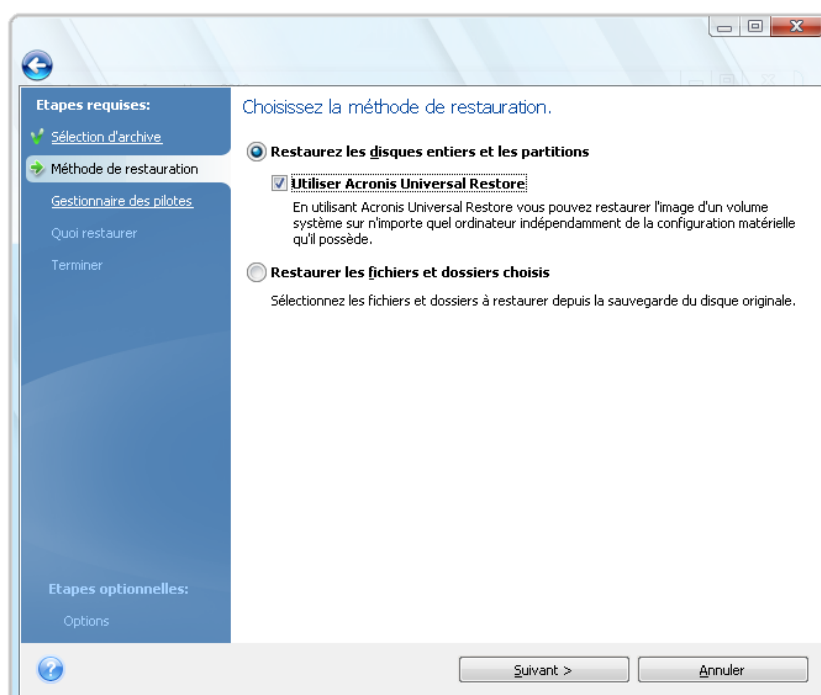 Etapes requises:
Sélection d'archive
Méthode de restauration
Gestionnaire des pilotes
Quoi restaurer
Terminer
Etapes optionnelles:
Options
Choisissez la méthode de restauration.
Restaurez les disques entiers et les partitions
Utiliser Acronis Universal Restore
En utilisant Acronis Universal Restore vous pouvez restaurer l'image d'un volume
système sur n'importe quel ordinateur indépendamment de la configuration matérielle
qu'il possède.
Restaurer les fichiers et dossiers choisis
Sélectionnez les fichiers et dossiers à restaurer depuis la sauvegarde du disque originale.
Suivant >
Annuler